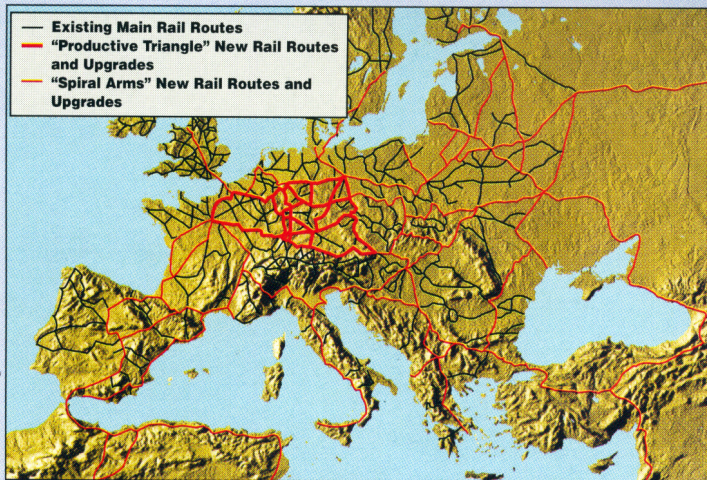 Existing Main Rail Routes
“Productive Triangle” New Rail Routes
and Upgrades
“Spiral Arms” New Rail Routes and
Upgrades